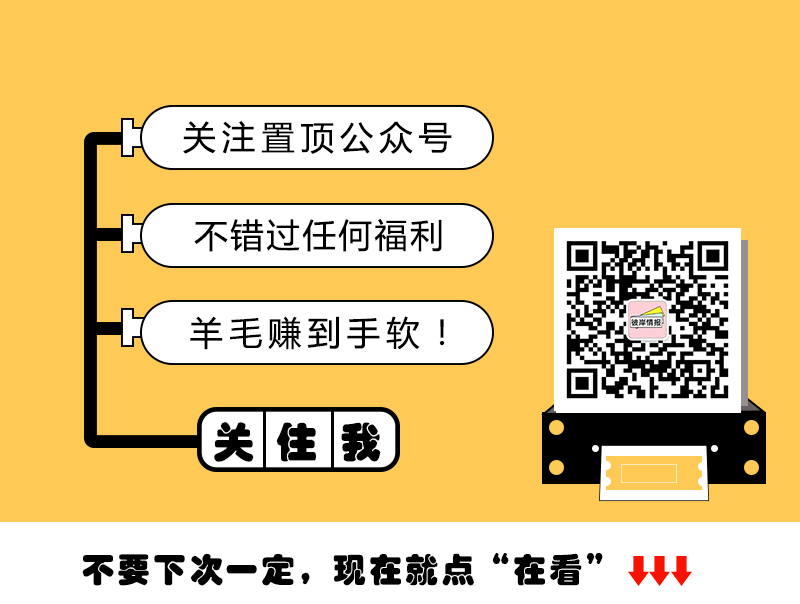 关注置顶公众号
不错过任何福利
羊毛赚到手软！
关住我
彼岸情报
不要下次一定，现在就点“在看”